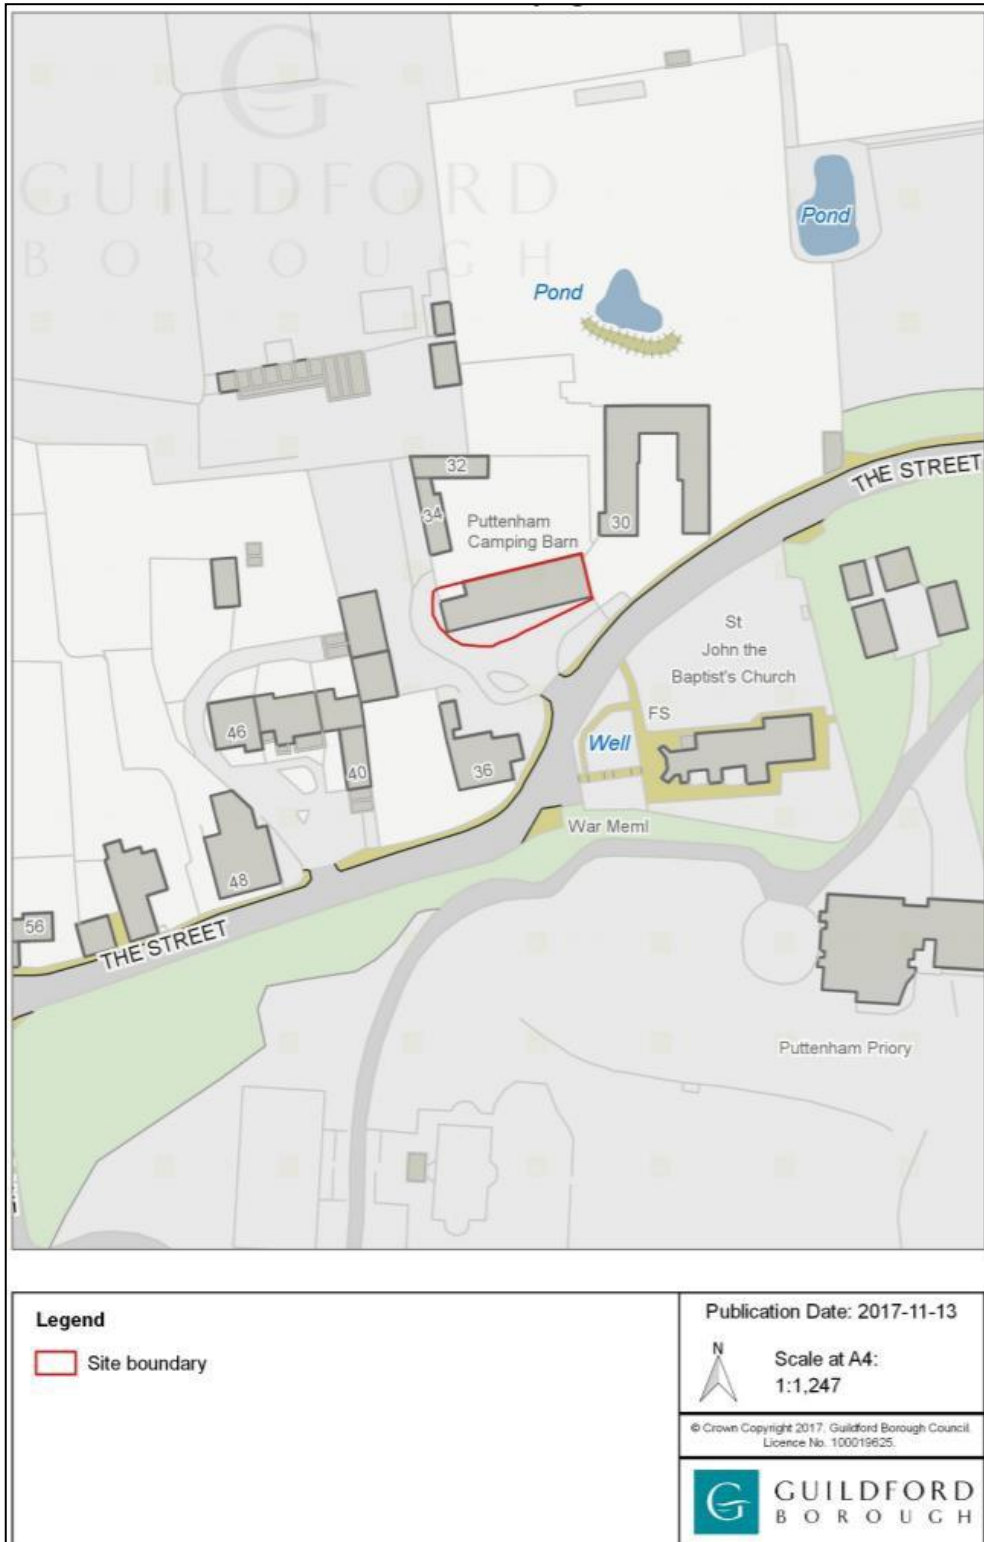 GUILDFORD
BOROUGH
Pond
Pond
THE STREET
32
34
Puttenham
Camping Barn
30
St
John the
Baptist's Church
FS
Well
46
40
36
War Meml
48
56
THE STREET
Puttenham Priory
Legend
Site boundary
Publication Date: 2017-11-13
N
Scale at A4:
1:1,247
© Crown Copyright 2017. Guildford Borough Council.
Licence No. 100019625.
G
GUILDFORD
BOROUGH